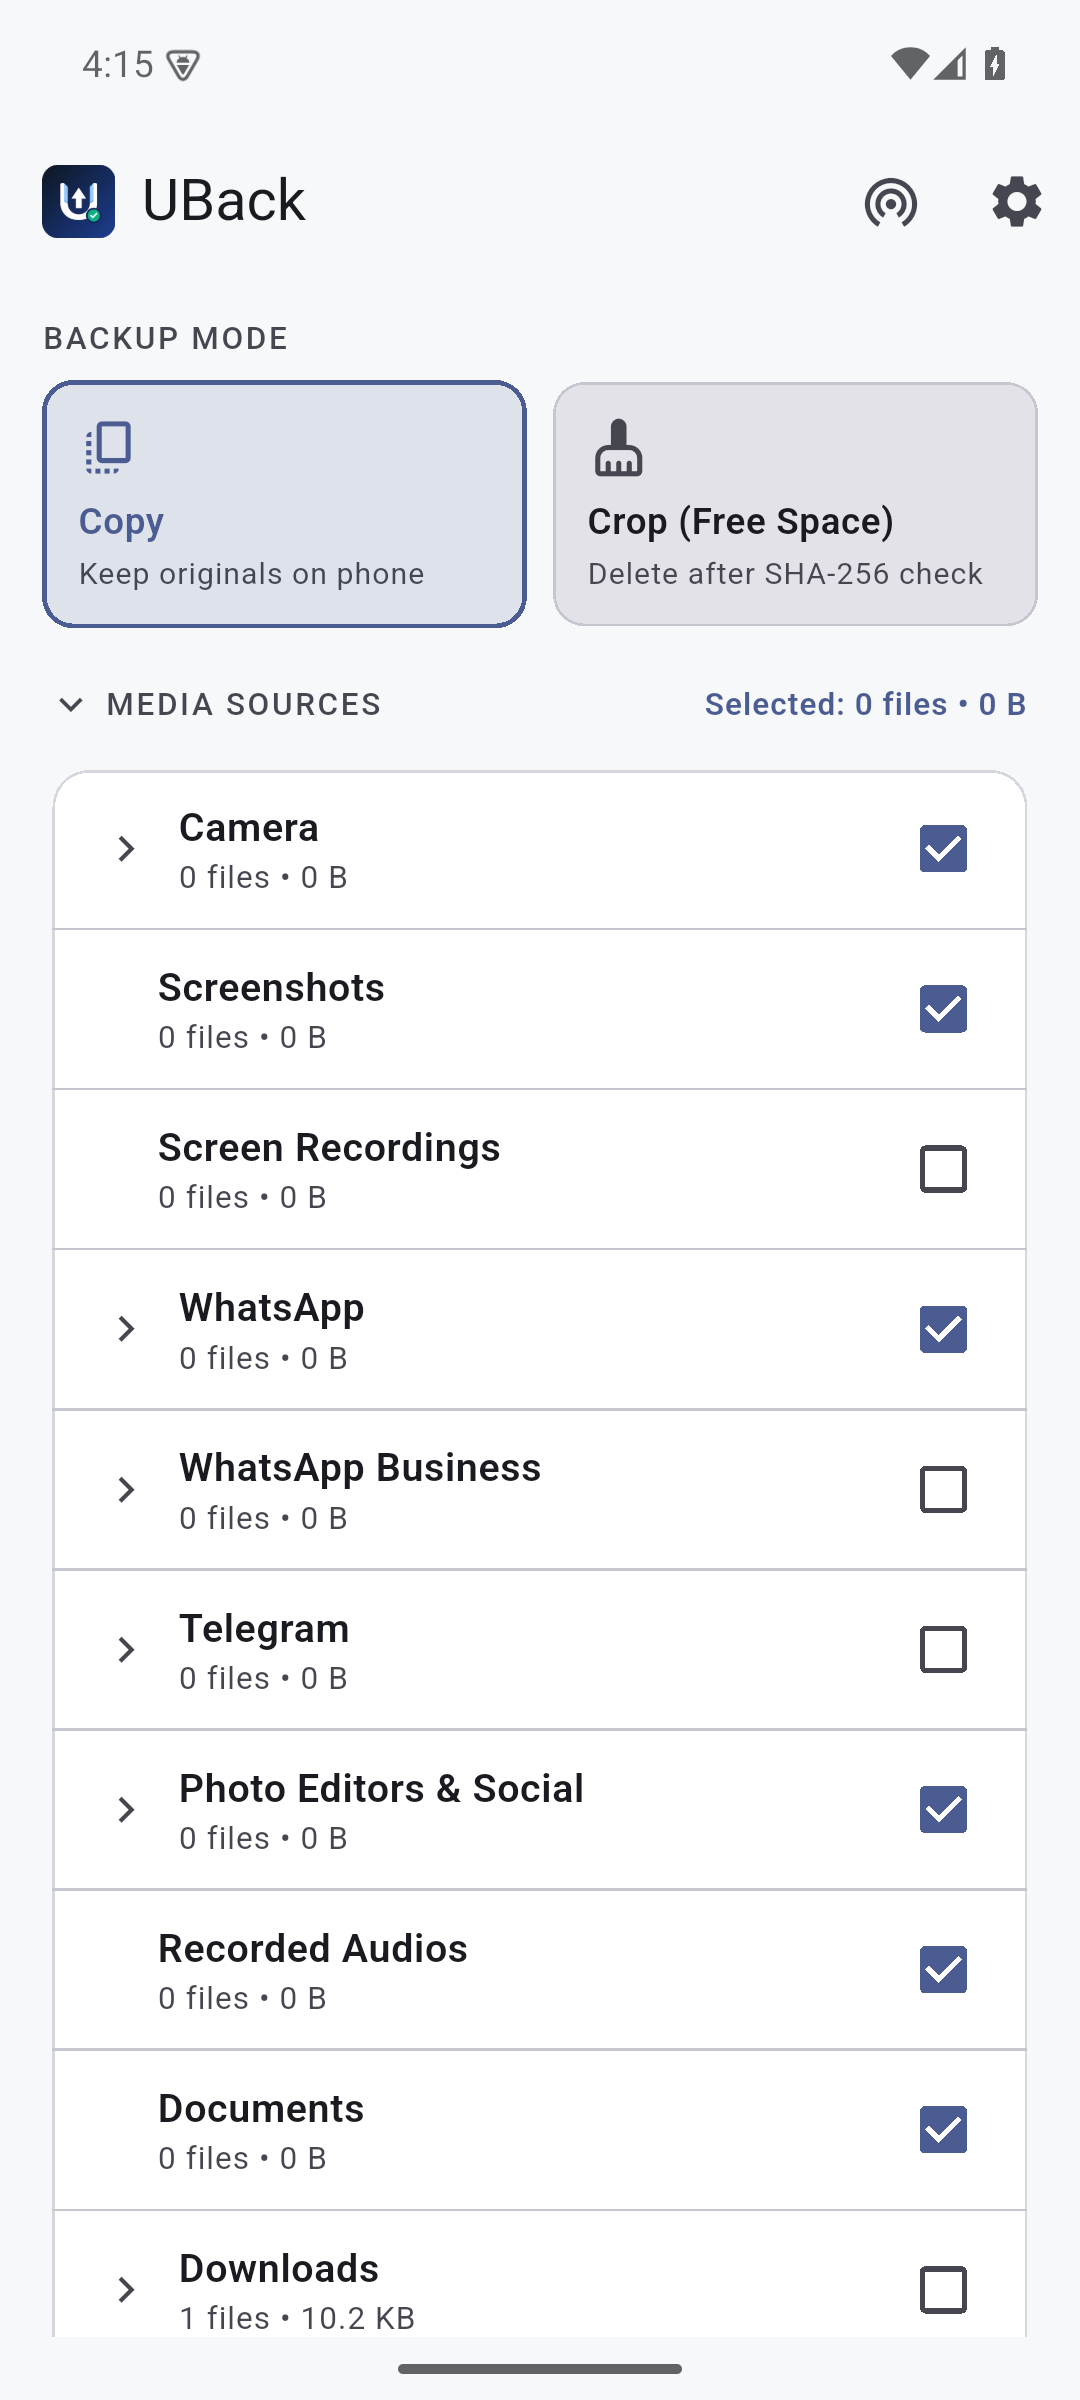 4:15
UBack
BACKUP MODE
Copy
Keep originals on phone
Crop (Free Space)
Delete after SHA-256 check
MEDIA SOURCES
Selected: 0 files • 0 B
Camera
0 files • 0 B
Screenshots
0 files • 0 B
Screen Recordings
0 files • 0 B
WhatsApp
0 files • 0 B
WhatsApp Business
0 files • 0 B
Telegram
0 files • 0 B
Photo Editors & Social
0 files • 0 B
Recorded Audios
0 files • 0 B
Documents
0 files • 0 B
Downloads
1 files • 10.2 KB